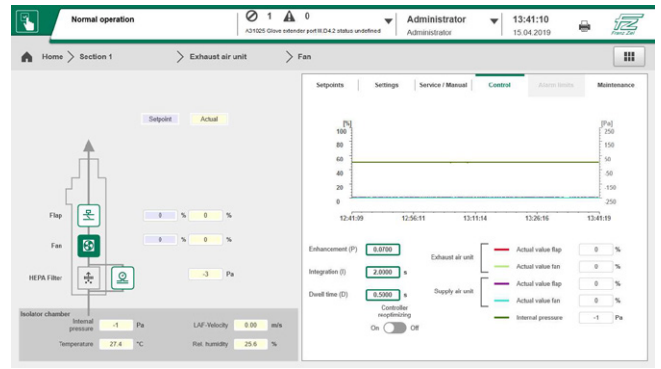 Normal operation
1
0
A31025 Glove extender port III.D4.2 status undefined
Administrator
Administrator
13:41:10
15.04.2019
Franz Ziel
Home
Section 1
Exhaust air unit
Fan
Setpoints
Settings
Service / Manual
Control
Alarm limits
Maintenance
Setpoint
Actual
Flap
0 % 0 %
Fan
0 % 0 %
HEPA Filter
-3 Pa
Isolator chamber
Internal
pressure
-1 Pa
LAF-Velocity 0.00 m/s
Temperature 27.4 °C
Rel. humidity 25.6 %
[%]
100
80
60
40
20
0
[Pa]
250
150
50
-50
-150
-250
12:41:09
12:56:11
13:11:14
13:26:16
13:41:19
Enhancement (P) 0.0700
Integration (I) 2.0000 s
Dwell time (D) 0.5000 s
Controller
reoptimizing
On
Off
Exhaust air unit
Actual value flap 0 %
Actual value fan 0 %
Supply air unit
Actual value flap 0 %
Actual value fan 0 %
Internal pressure -1 Pa